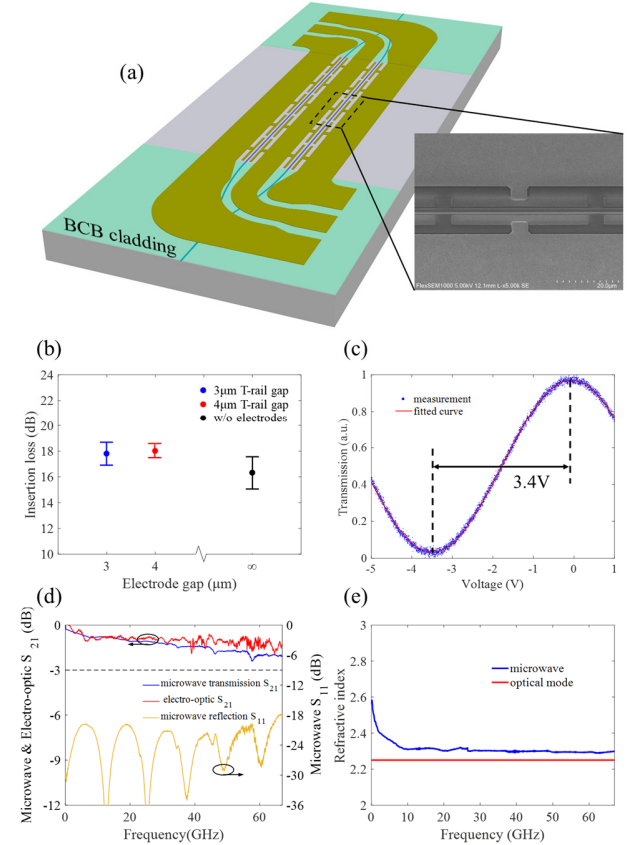 (a)
BCB cladding
FlexSEM1000 5.00kV 12.1mm L-x5.00k SE
20.0μm
(b)
Insertion loss (dB)
24
22
20
18
16
14
12
10
3μm T-rail gap
4μm T-rail gap
w/o electrodes
3
4
∞
Electrode gap (μm)
(c)
Transmission (a.u.)
1
0.8
0.6
0.4
0.2
0
measurement
fitted curve
3.4V
-5
-4
-3
-2
-1
0
1
Voltage (V)
(d)
Microwave & Electro-optic S21 (dB)
0
-3
-6
-9
-12
microwave transmission S21
electro-optic S21
microwave reflection S11
0
-6
-12
-18
-24
-30
-36
Microwave S11 (dB)
0
10
20
30
40
50
60
Frequency(GHz)
(e)
Refractive index
3
2.8
2.6
2.4
2.2
2
microwave
optical mode
0
10
20
30
40
50
60
Frequency (GHz)